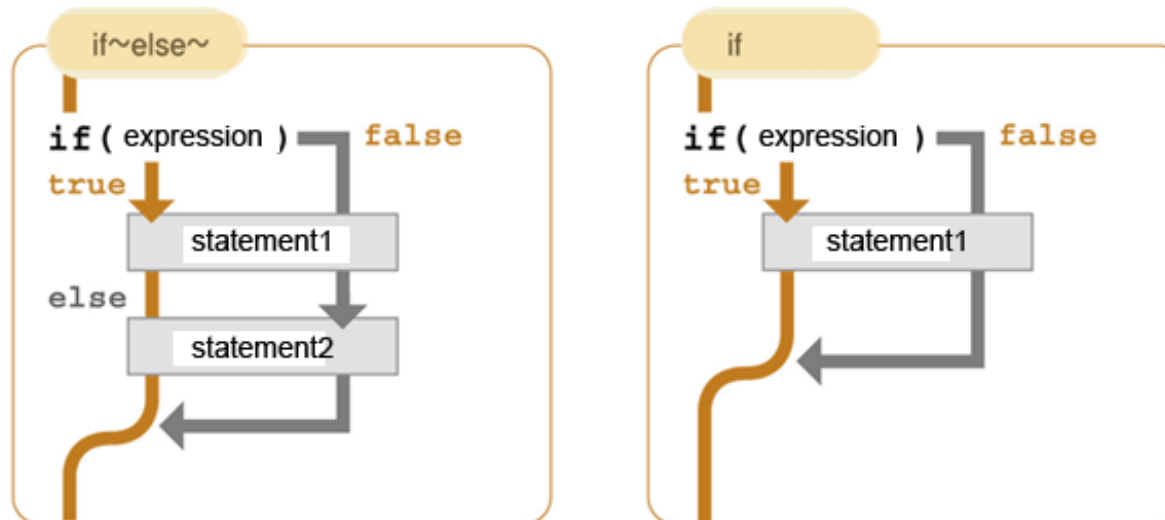 if~else~
if( expression )
false
true
statement1
else
statement2
if
if( expression )
false
true
statement1